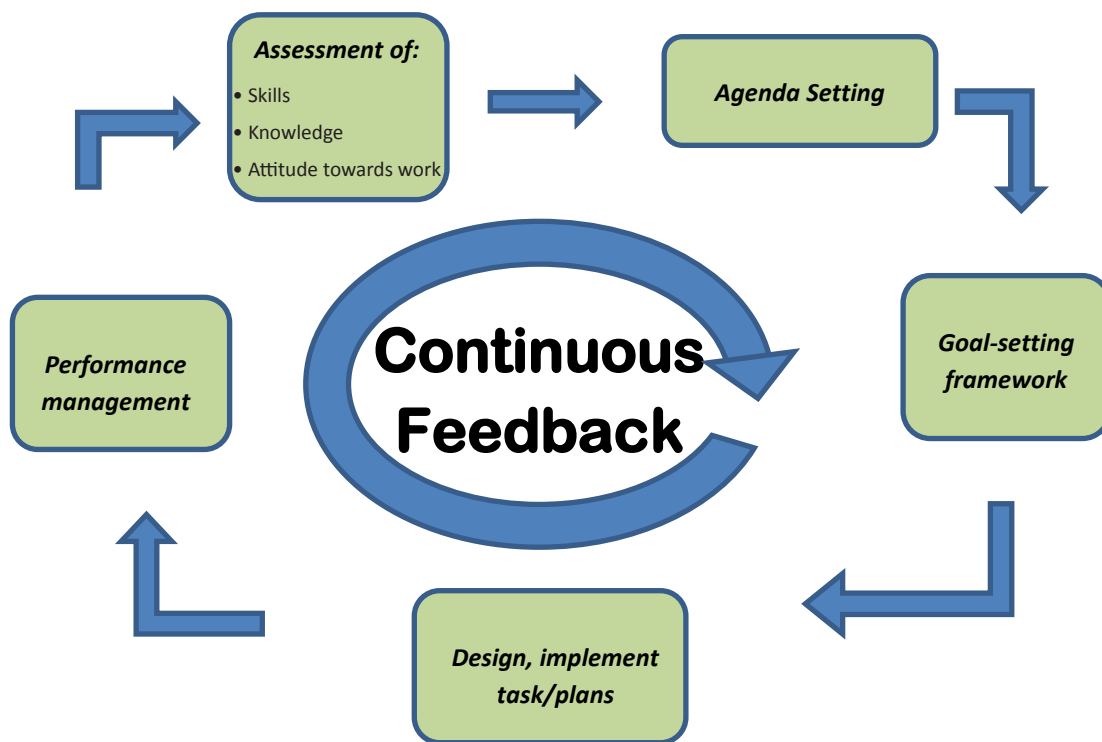 Assessment of:
• Skills
• Knowledge
• Attitude towards work
Agenda Setting
Goal-setting
framework
Design, implement
task/plans
Performance
management
Continuous
Feedback